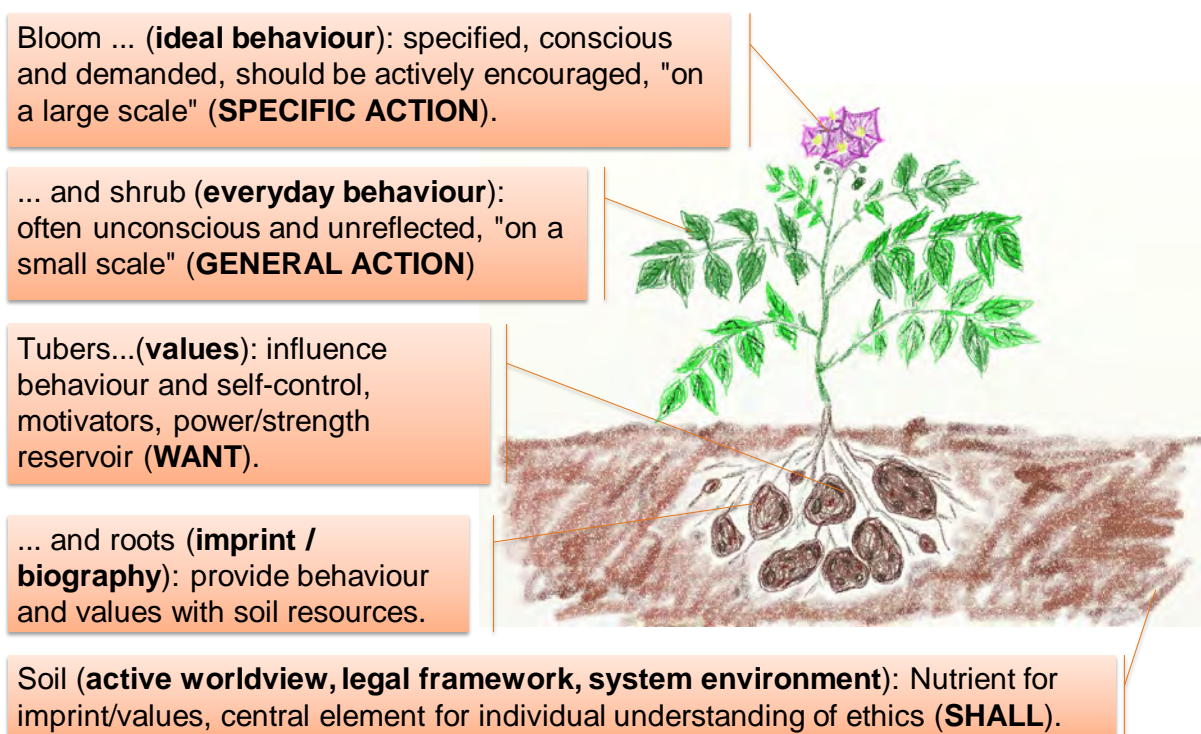 Bloom ... (ideal behaviour): specified, conscious
and demanded, should be actively encouraged, "on
a large scale" (SPECIFIC ACTION).
... and shrub (everyday behaviour):
often unconscious and unreflected, "on a
small scale" (GENERAL ACTION)
Tubers...(values): influence
behaviour and self-control,
motivators, power/strength
reservoir (WANT).
... and roots (imprint /
biography): provide behaviour
and values with soil resources.
Soil (active worldview, legal framework, system environment): Nutrient for
imprint/values, central element for individual understanding of ethics (SHALL).